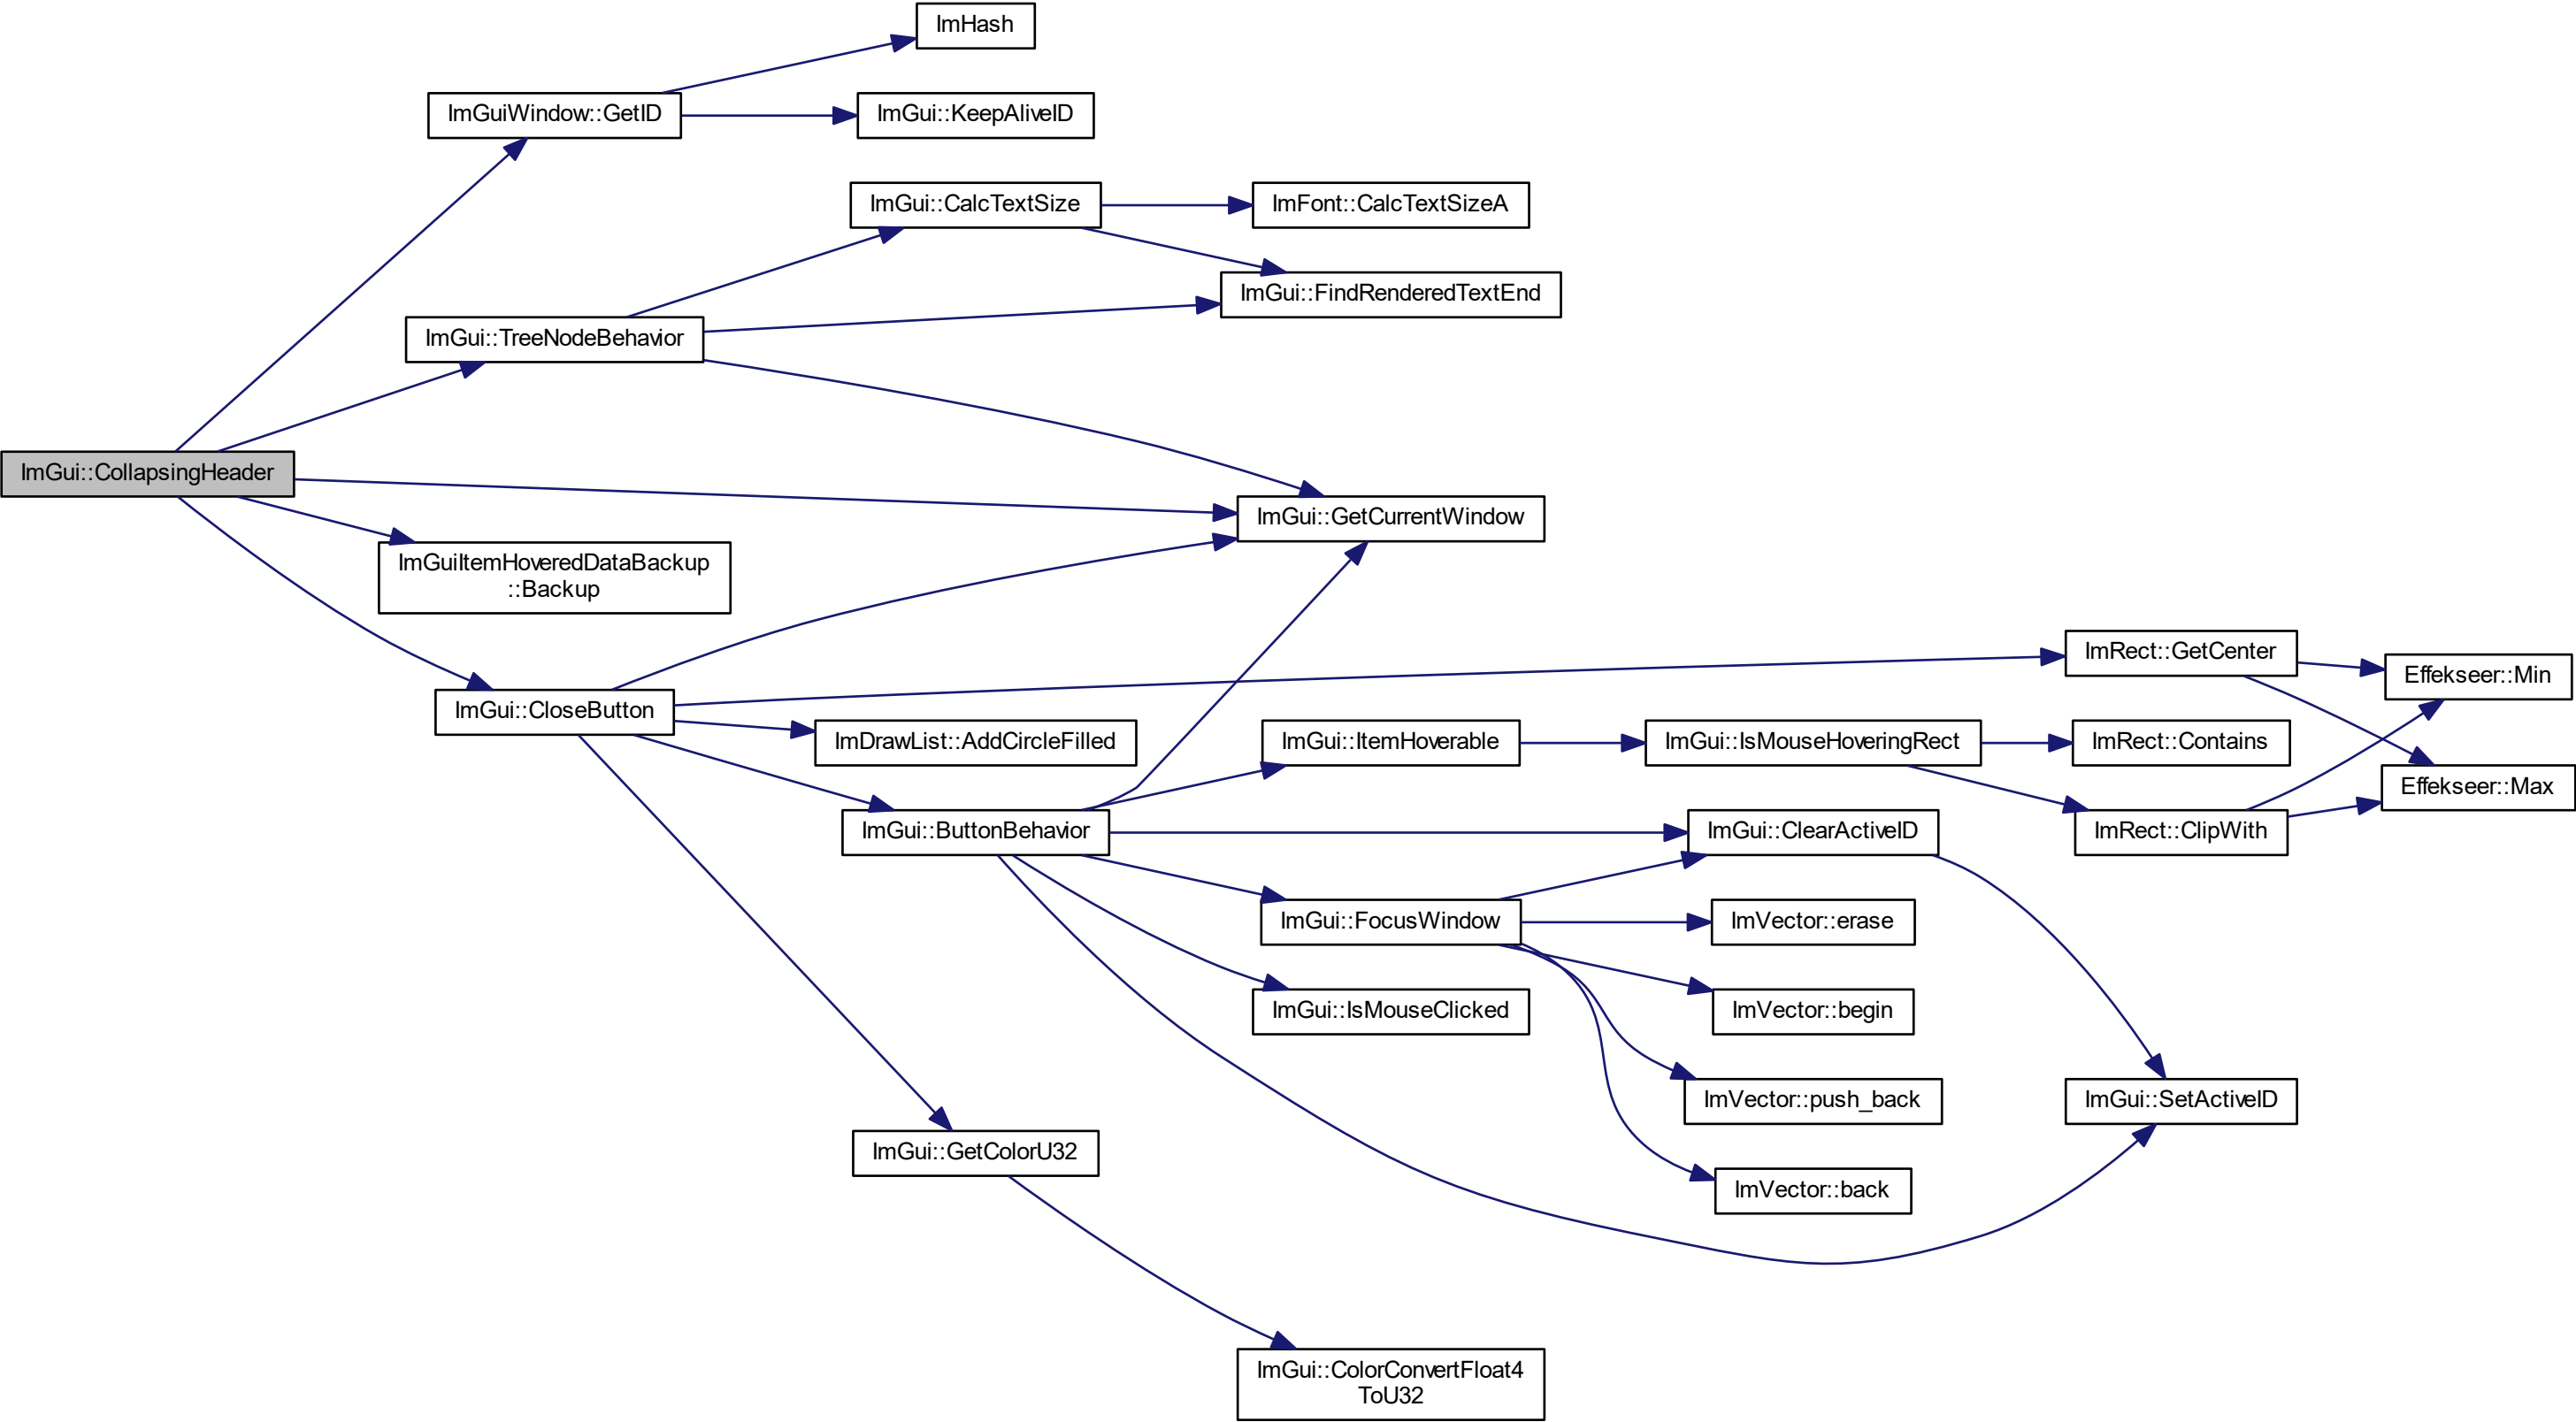 ImHash
ImGuiWindow::GetID
ImGui::KeepAliveID
ImGui::CalcTextSize
ImFont::CalcTextSizeA
ImGui::FindRenderedTextEnd
ImGui::TreeNodeBehavior
ImGui::CollapsingHeader
ImGui::GetCurrentWindow
ImGuiItemHoveredDataBackup
::Backup
ImRect::GetCenter
Effekseer::Min
ImGui::CloseButton
ImDrawList::AddCircleFilled
ImGui::ItemHoverable
ImGui::IsMouseHoveringRect
ImRect::Contains
Effekseer::Max
ImGui::ButtonBehavior
ImGui::ClearActiveID
ImRect::ClipWith
ImGui::FocusWindow
ImVector::erase
ImGui::IsMouseClicked
ImVector::begin
ImVector::push_back
ImGui::SetActiveID
ImGui::GetColorU32
ImVector::back
ImGui::ColorConvertFloat4
ToU32